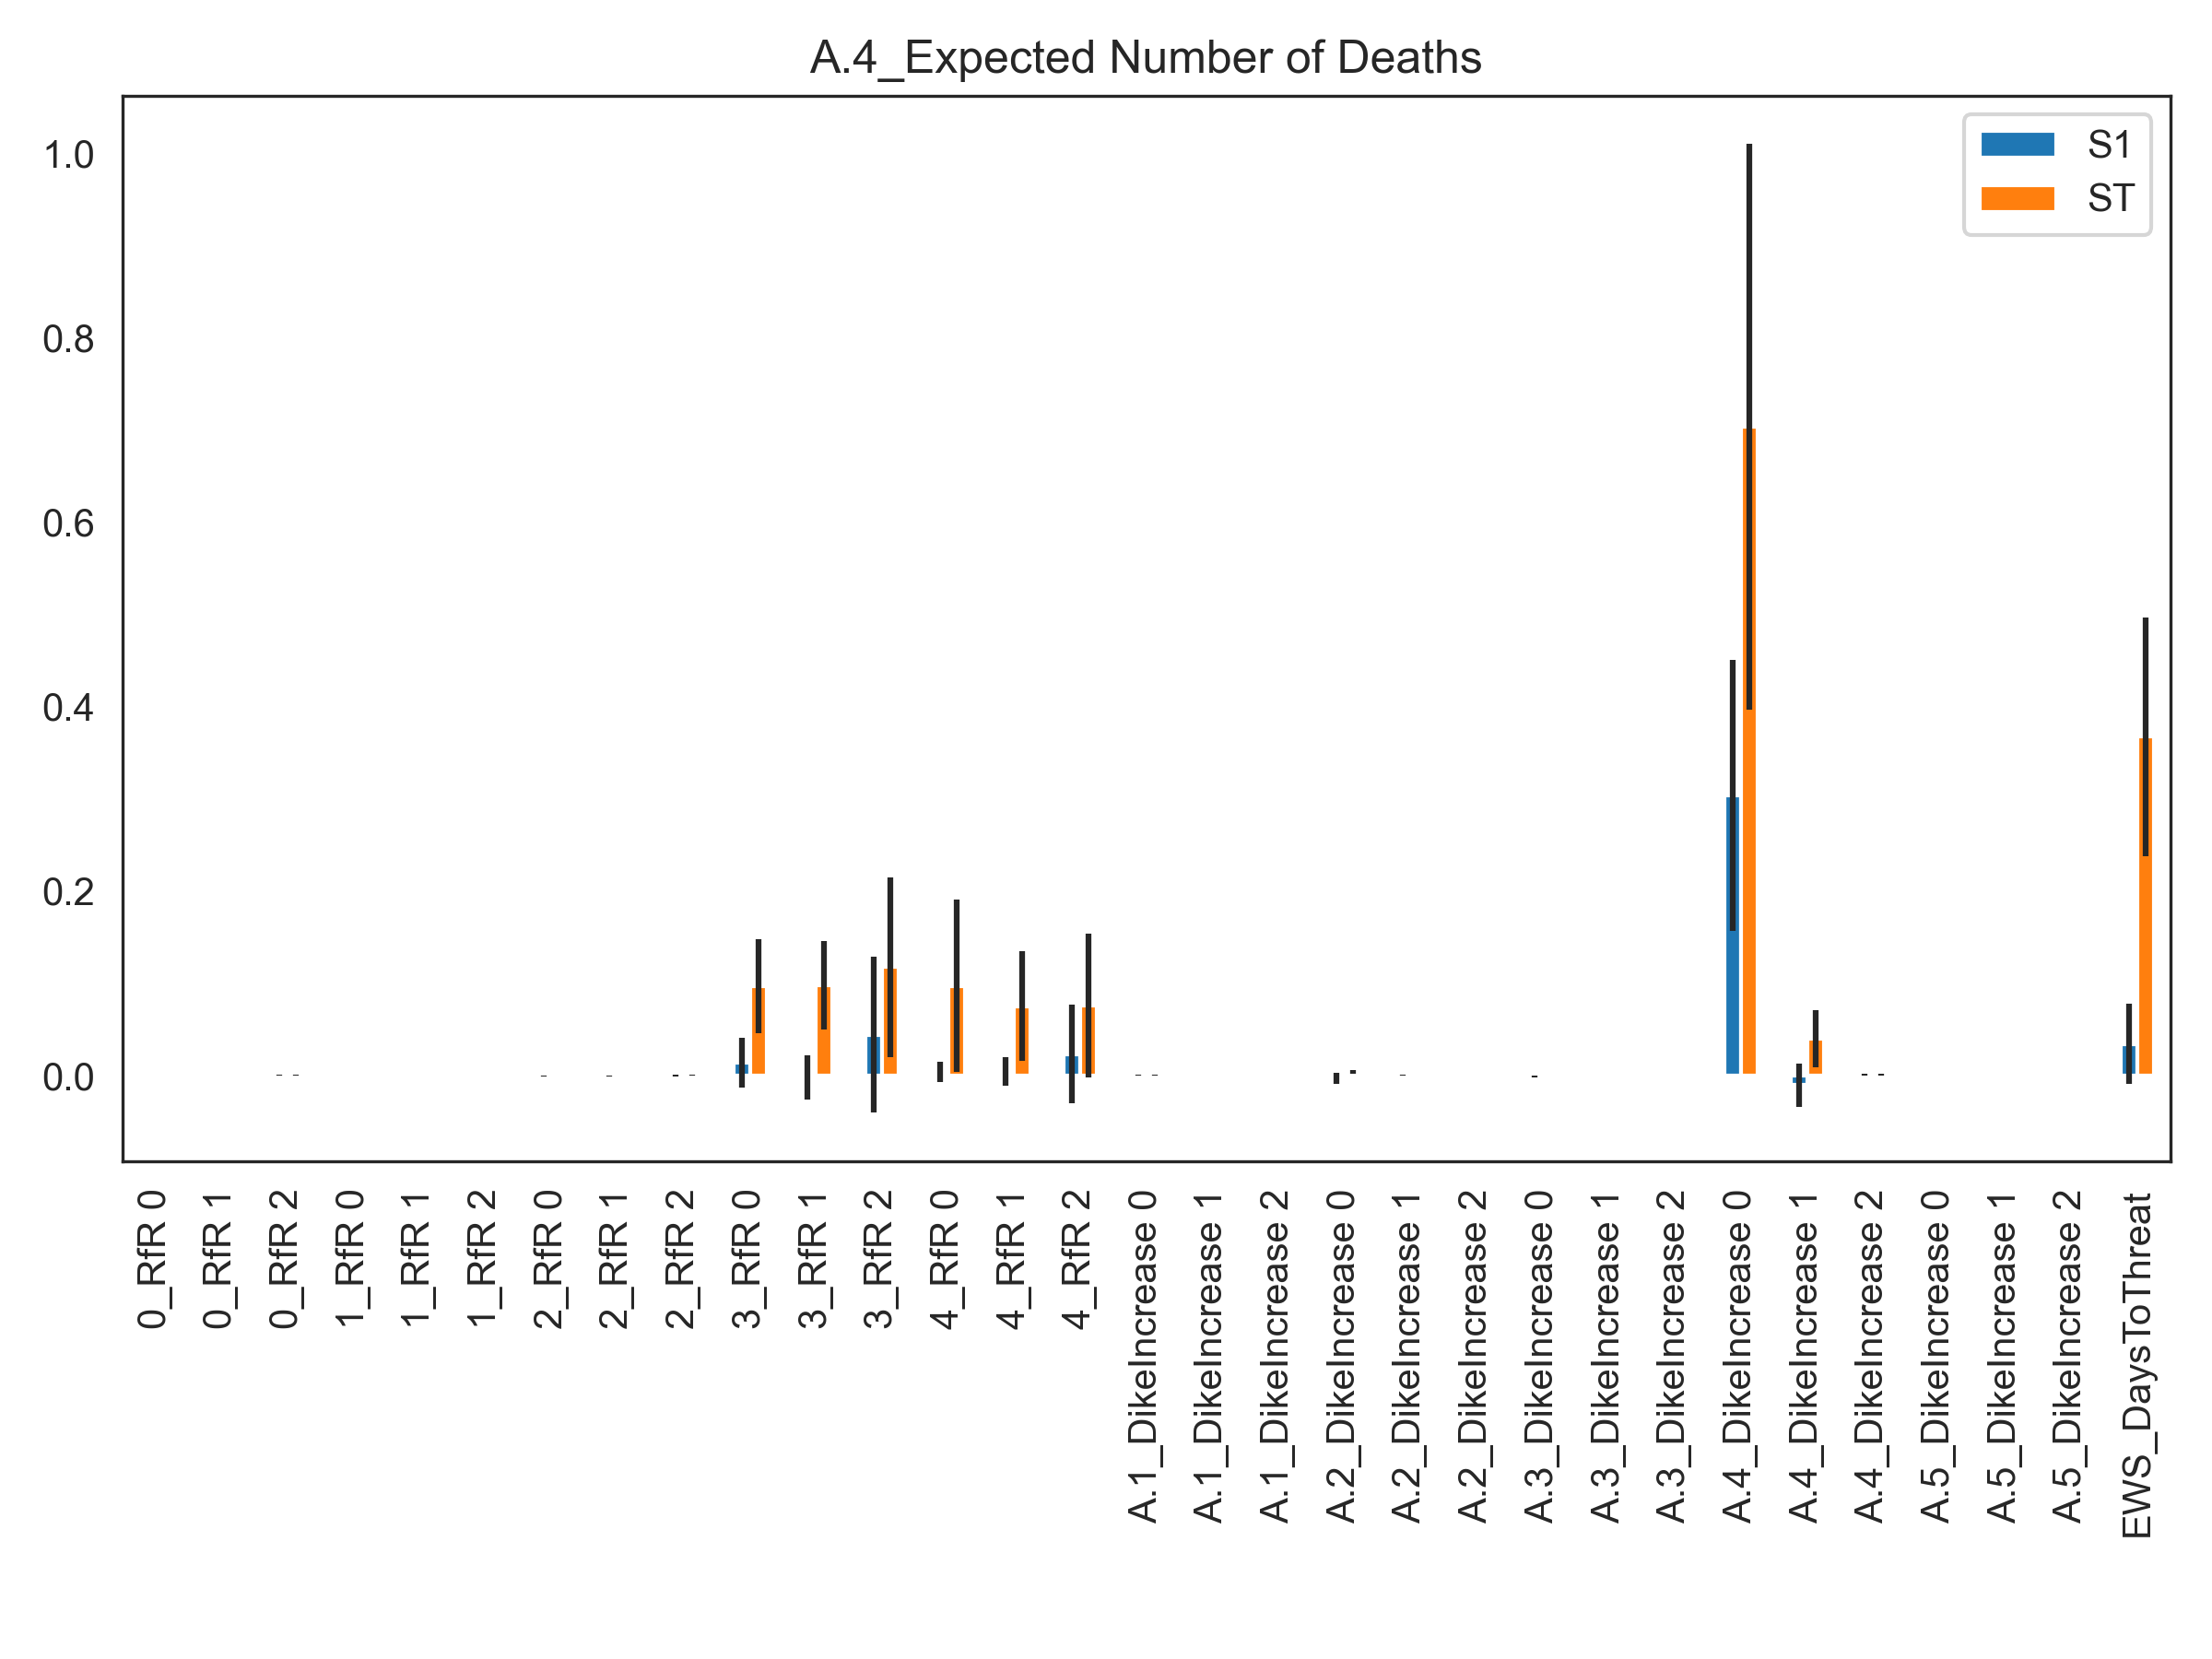 A.4_Expected Number of Deaths
S1
ST
1.0
0.8
0.6
0.4
0.2
0.0
0_RfR 0
0_RfR 1
0_RfR 2
1_RfR 0
1_RfR 1
1_RfR 2
2_RfR 0
2_RfR 1
2_RfR 2
3_RfR 0
3_RfR 1
3_RfR 2
4_RfR 0
4_RfR 1
4_RfR 2
A.1_DikeIncrease 0
A.1_DikeIncrease 1
A.1_DikeIncrease 2
A.2_DikeIncrease 0
A.2_DikeIncrease 1
A.2_DikeIncrease 2
A.3_DikeIncrease 0
A.3_DikeIncrease 1
A.3_DikeIncrease 2
A.4_DikeIncrease 0
A.4_DikeIncrease 1
A.4_DikeIncrease 2
A.5_DikeIncrease 0
A.5_DikeIncrease 1
A.5_DikeIncrease 2
EWS_DaysToThreat